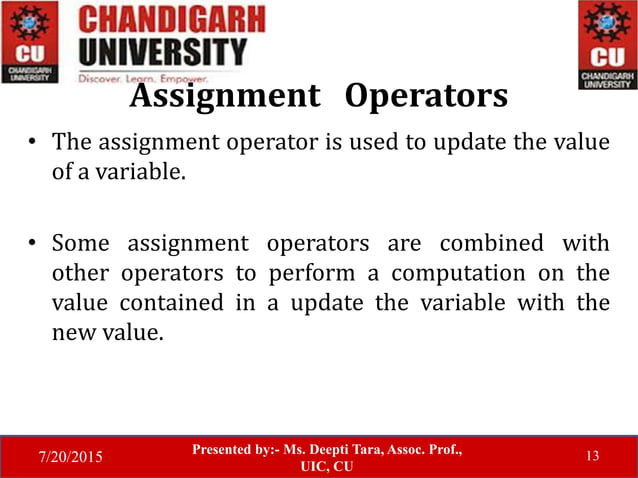 CU
CHANDIGARH
UNIVERSITY
CHANDIGARH
UNIVERSITY
Discover. Learn. Empower.
CU
CHANDIGARH
UNIVERSITY
Assignment Operators
• The assignment operator is used to update the value
of a variable.
• Some assignment operators are combined with
other operators to perform a computation on the
value contained in a update the variable with the
new value.
7/20/2015
Presented by:- Ms. Deepti Tara, Assoc. Prof.,
UIC, CU
13